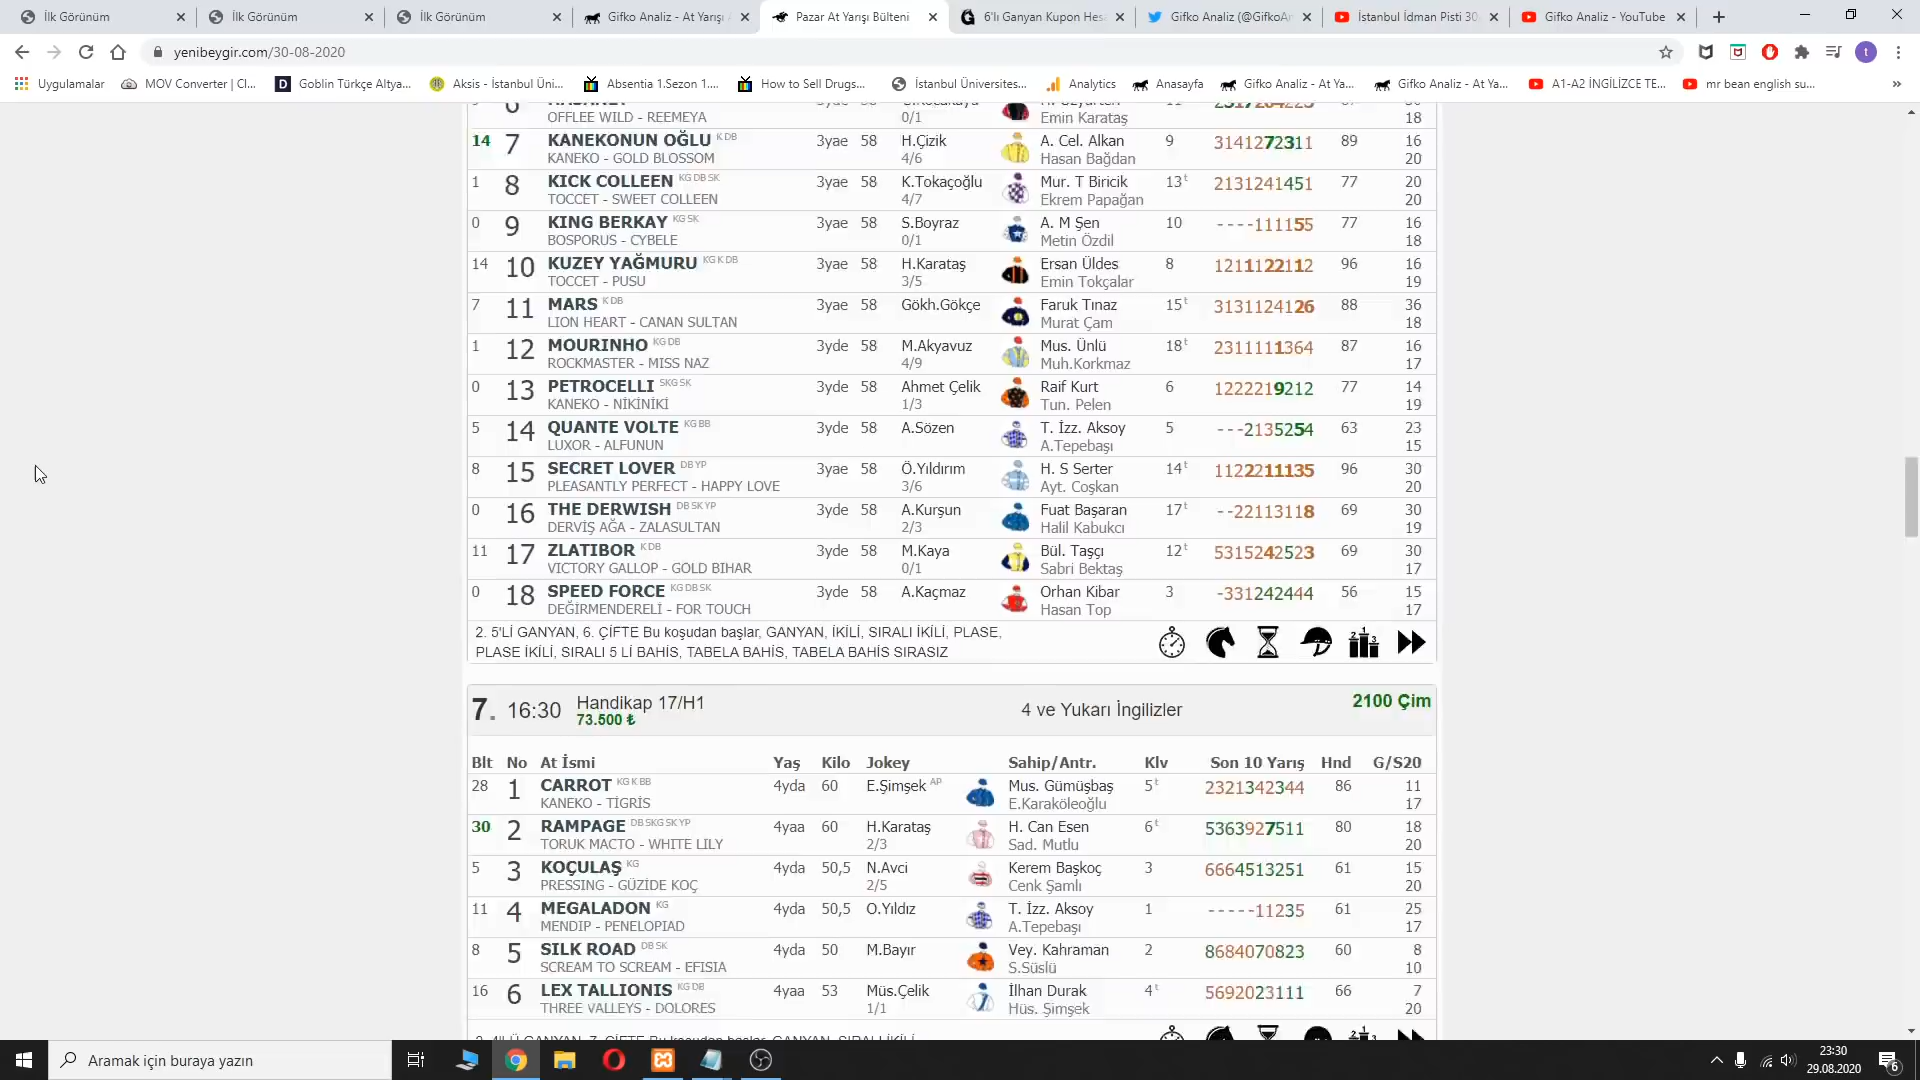 İlk Görünüm
İlk Görünüm
İlk Görünüm
Gifko Analiz - At Yarışı A
Pazar At Yarışı Bülteni
6'lı Ganyan Kupon Hesa
Gifko Analiz (@GifkoAn
İstanbul İdman Pisti 30
Gifko Analiz - YouTube
yenibeygir.com/30-08-2020
t
Uygulamalar
MOV Converter | Cl...
Goblin Türkçe Altya...
Aksis - İstanbul Üni...
Absentia 1.Sezon 1....
How to Sell Drugs...
İstanbul Üniversites...
Analytics
Anasayfa
Gifko Analiz - At Ya...
Gifko Analiz - At Ya...
A1-A2 İNGİLİZCE TE...
mr bean english su...
»
OFFLEE WILD - REEMEYA 0/1 Emin Karataş 18
14 7 KANEKONUN OĞLU K DB 3yae 58 H.Çizik A. Cel. Alkan 9 3141272311 89 16
KANEKO - GOLD BLOSSOM 4/6 Hasan Bağdan 20
1 8 KICK COLLEEN KG DB SK 3yae 58 K.Tokaçoğlu Mur. T Biricik 13t 2131241451 77 20
TOCCET - SWEET COLLEEN 4/7 Ekrem Papağan 20
0 9 KING BERKAY KG SK 3yae 58 S.Boyraz A. M Şen 10 ----111155 77 16
BOSPORUS - CYBELE 0/1 Metin Özdil 18
14 10 KUZEY YAĞMURU KG K DB 3yae 58 H.Karataş Ersan Üldes 8 1211122112 96 16
TOCCET - PUSU 3/5 Emin Tokçalar 19
7 11 MARS K DB 3yae 58 Gökh.Gökçe Faruk Tınaz 15t 3131124126 88 36
LION HEART - CANAN SULTAN Murat Çam 18
1 12 MOURINHO KG DB 3yde 58 M.Akyavuz Mus. Ünlü 18t 2311111364 87 16
ROCKMASTER - MISS NAZ 4/9 Muh.Korkmaz 17
0 13 PETROCELLI SKG SK 3yde 58 Ahmet Çelik Raif Kurt 6 1222219212 77 14
KANEKO - NİKİNİKİ 1/3 Tun. Pelen 19
5 14 QUANTE VOLTE KG BB 3yde 58 A.Sözen T. İzz. Aksoy 5 ---2135254 63 23
LUXOR - ALFUNUN A.Tepebaşı 15
8 15 SECRET LOVER DB YP 3yae 58 Ö.Yıldırım H. S Serter 14t 1122211135 96 30
PLEASANTLY PERFECT - HAPPY LOVE 3/6 Ayt. Coşkan 20
0 16 THE DERWISH DB SK YP 3yde 58 A.Kurşun Fuat Başaran 17t --22113118 69 30
DERVİŞ AĞA - ZALASULTAN 2/3 Halil Kabukcı 19
11 17 ZLATIBOR K DB 3yde 58 M.Kaya Bül. Taşçı 12t 5315242523 69 30
VICTORY GALLOP - GOLD BIHAR 0/1 Sabri Bektaş 17
0 18 SPEED FORCE KG DB SK 3yde 58 A.Kaçmaz Orhan Kibar 3 -331242444 56 15
DEĞİRMENDERELİ - FOR TOUCH Hasan Top 17
2. 5'Lİ GANYAN, 6. ÇİFTE Bu koşudan başlar, GANYAN, İKİLİ, SIRALI İKİLİ, PLASE,
PLASE İKİLİ, SIRALI 5 Lİ BAHİS, TABELA BAHİS, TABELA BAHİS SIRASIZ
7. 16:30 Handikap 17/H1 4 ve Yukarı İngilizler 2100 Çim
73.500 ₺
Blt No At İsmi Yaş Kilo Jokey Sahip/Antr. Klv Son 10 Yarış Hnd G/S20
28 1 CARROT KG K BB 4yda 60 E.Şimşek AP Mus. Gümüşbaş 5t 2321342344 86 11
KANEKO - TİGRİS E.Karaköleoğlu 17
30 2 RAMPAGE DB SKG SK YP 4yaa 60 H.Karataş H. Can Esen 6t 5363927511 80 18
TORUK MACTO - WHITE LILY 2/3 Sad. Mutlu 20
5 3 KOÇULAŞ KG 4yda 50,5 N.Avci Kerem Başkoç 3 6664513251 61 15
PRESSING - GÜZİDE KOÇ 2/5 Cenk Şamlı 20
11 4 MEGALADON KG 4yda 50,5 O.Yıldız T. İzz. Aksoy 1 -----11235 61 25
MENDIP - PENELOPIAD A.Tepebaşı 17
8 5 SILK ROAD DB SK 4yda 50 M.Bayır Vey. Kahraman 2 8684070823 60 8
SCREAM TO SCREAM - EFISIA S.Süslü 10
16 6 LEX TALLIONIS KG DB 4yaa 53 Müs.Çelik İlhan Durak 4t 5692023111 66 7
THREE VALLEYS - DOLORES 1/1 Hüs. Şimşek 20
Aramak için buraya yazın
23:30
29.08.2020
6